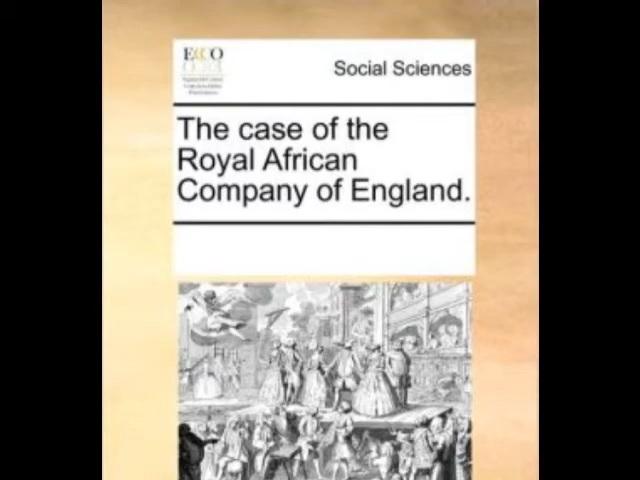 ECCO
Social Sciences
The case of the
Royal African
Company of England.